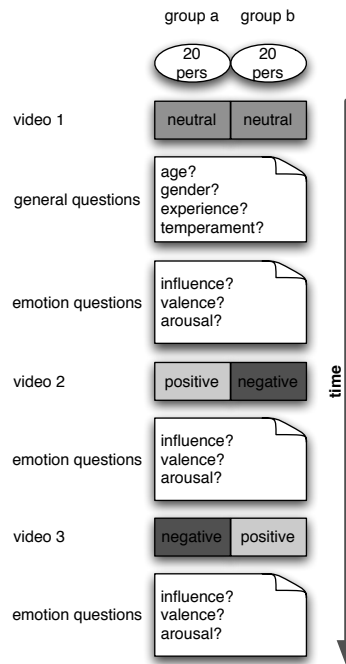 group a group b
20 pers 20 pers
video 1 neutral neutral
general questions
age?
gender?
experience?
temperament?
emotion questions
influence?
valence?
arousal?
video 2 positive negative
emotion questions
influence?
valence?
arousal?
video 3 negative positive
emotion questions
influence?
valence?
arousal?
time